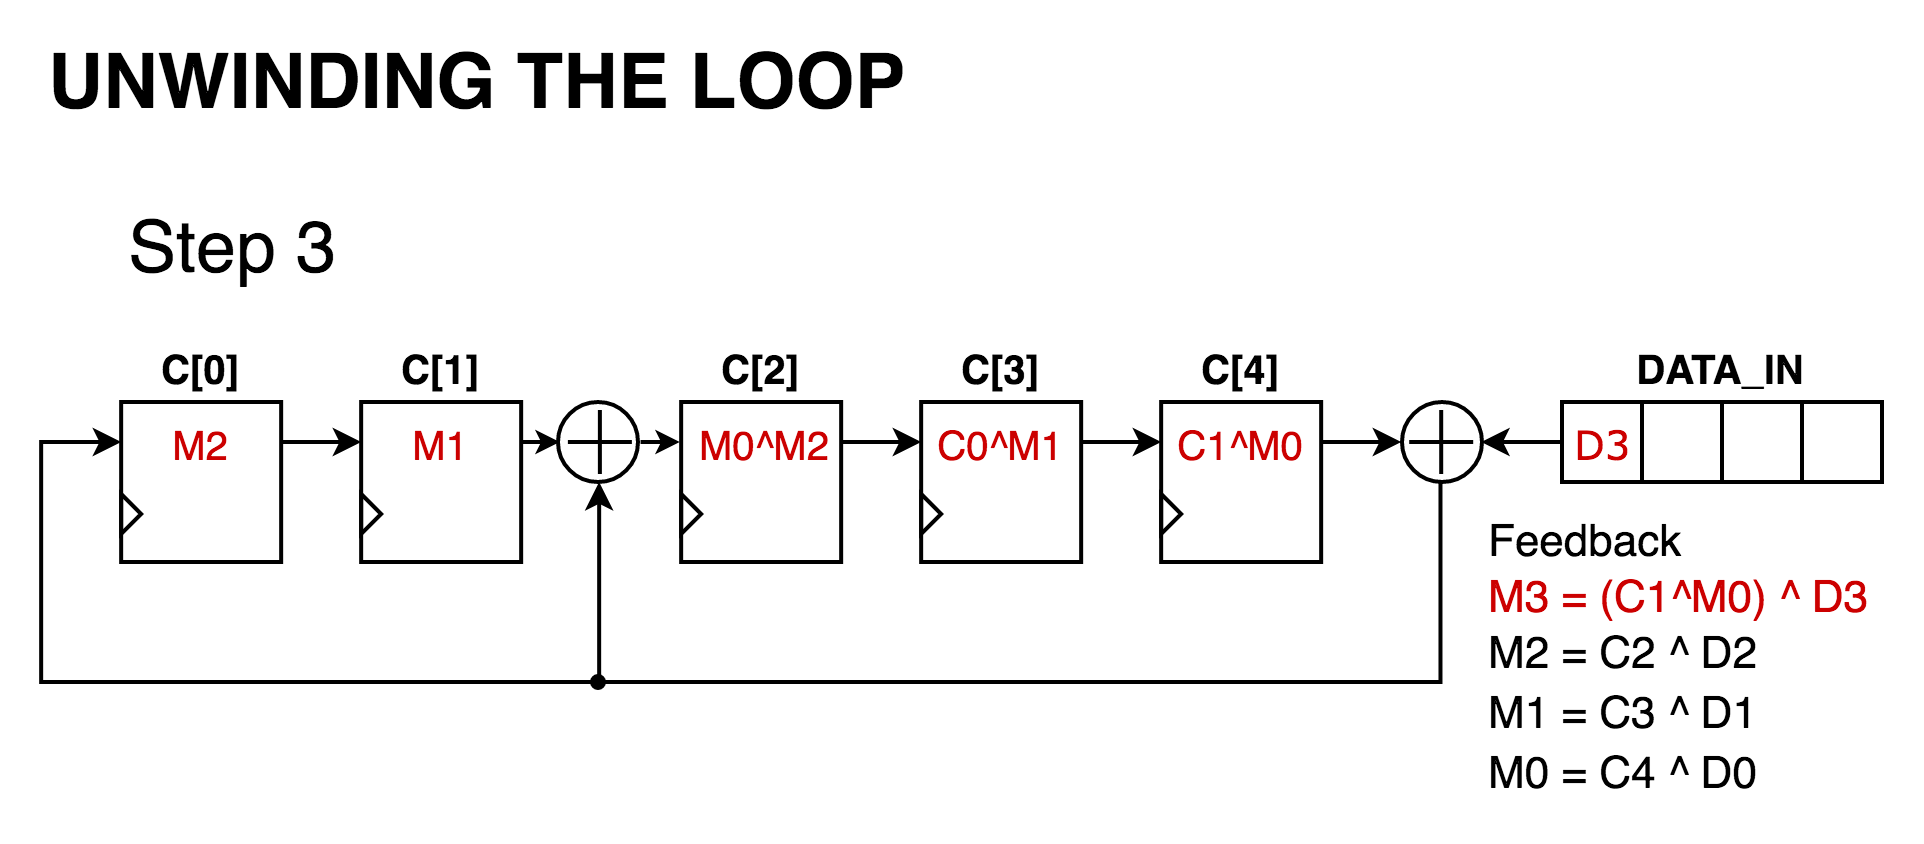 UNWINDING THE LOOP
Step 3
C[0] C[1] C[2] C[3] C[4] DATA_IN
M2 M1 M0^M2 C0^M1 C1^M0 D3
Feedback
M3 = (C1^M0) ^ D3
M2 = C2 ^ D2
M1 = C3 ^ D1
M0 = C4 ^ D0